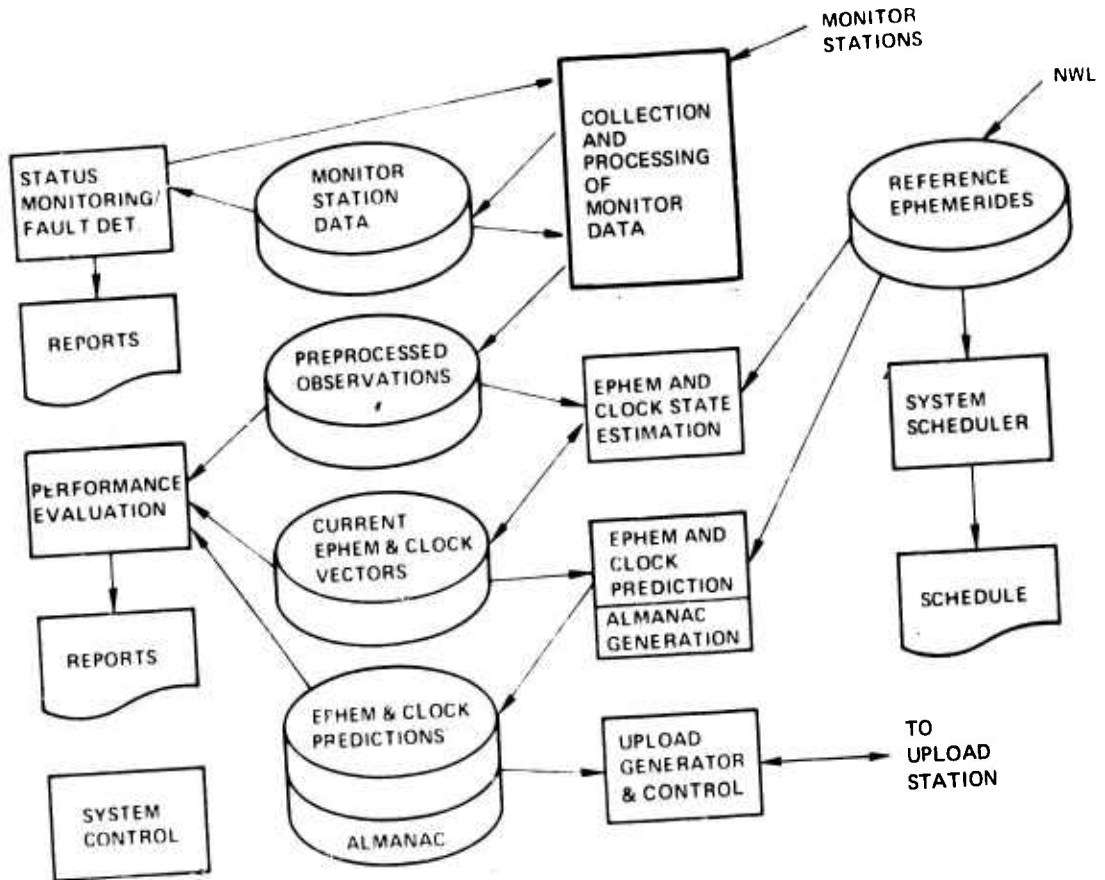 MONITOR
STATIONS
NWL
COLLECTION
AND
PROCESSING
OF
MONITOR
DATA
STATUS
MONITORING/
FAULT DET.
MONITOR
STATION
DATA
REFERENCE
EPHEMERIDES
REPORTS
PREPROCESSED
OBSERVATIONS
EPHEM AND
CLOCK STATE
ESTIMATION
SYSTEM
SCHEDULER
PERFORMANCE
EVALUATION
CURRENT
EPHEM & CLOCK
VECTORS
EPHEM AND
CLOCK
PREDICTION
ALMANAC
GENERATION
SCHEDULE
REPORTS
EPHEM & CLOCK
PREDICTIONS
ALMANAC
UPLOAD
GENERATOR
& CONTROL
TO
UPLOAD
STATION
SYSTEM
CONTROL